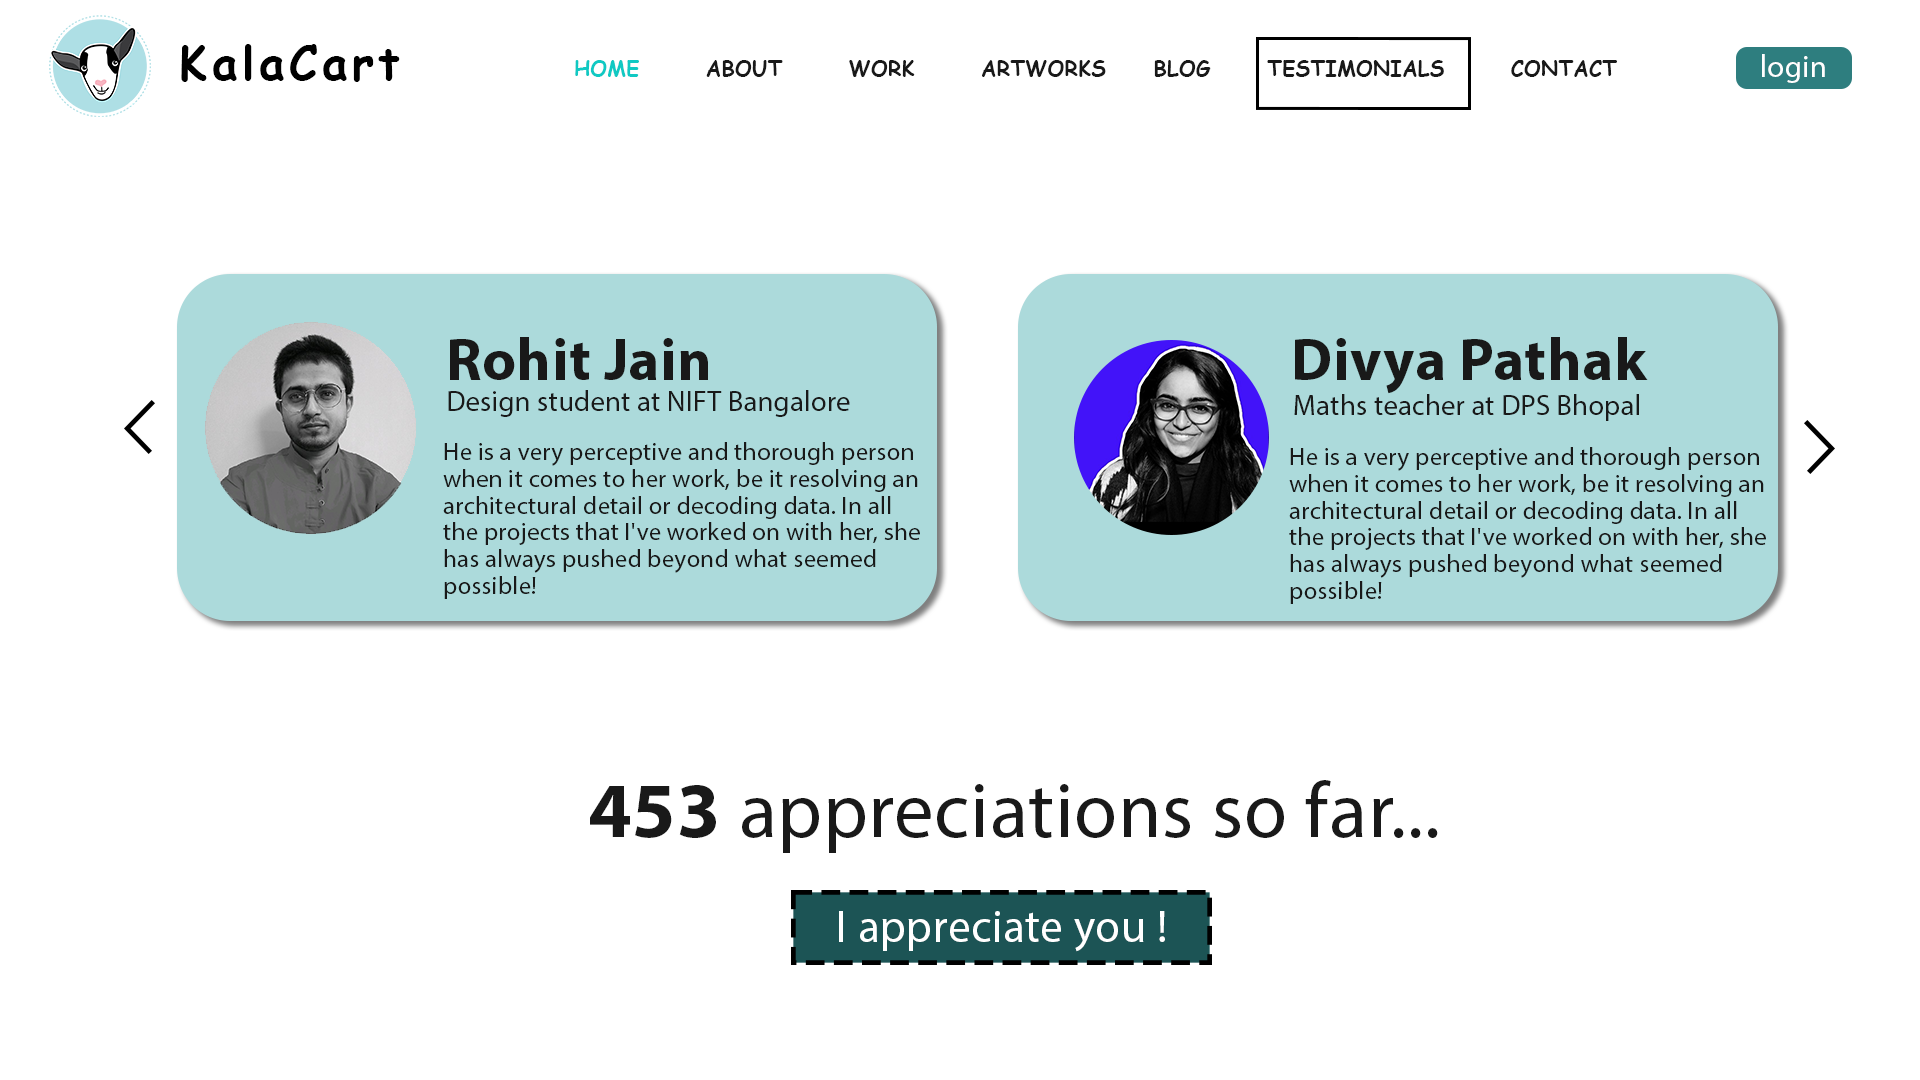 KalaCart
HOME ABOUT WORK ARTWORKS BLOG TESTIMONIALS CONTACT login
Rohit Jain
Design student at NIFT Bangalore
He is a very perceptive and thorough person
when it comes to her work, be it resolving an
architectural detail or decoding data. In all
the projects that I've worked on with her, she
has always pushed beyond what seemed
possible!
Divya Pathak
Maths teacher at DPS Bhopal
He is a very perceptive and thorough person
when it comes to her work, be it resolving an
architectural detail or decoding data. In all
the projects that I've worked on with her, she
has always pushed beyond what seemed
possible!
453 appreciations so far...
I appreciate you !